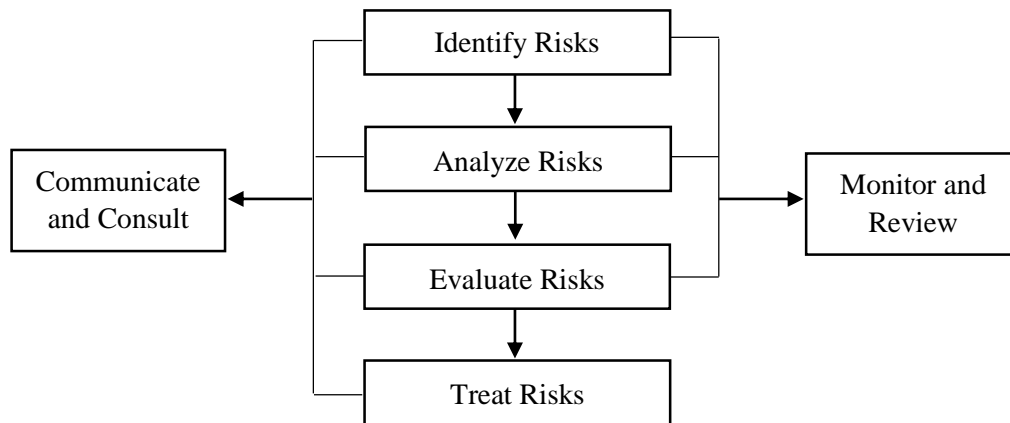 Identify Risks
Analyze Risks
Communicate
and Consult
Monitor and
Review
Evaluate Risks
Treat Risks